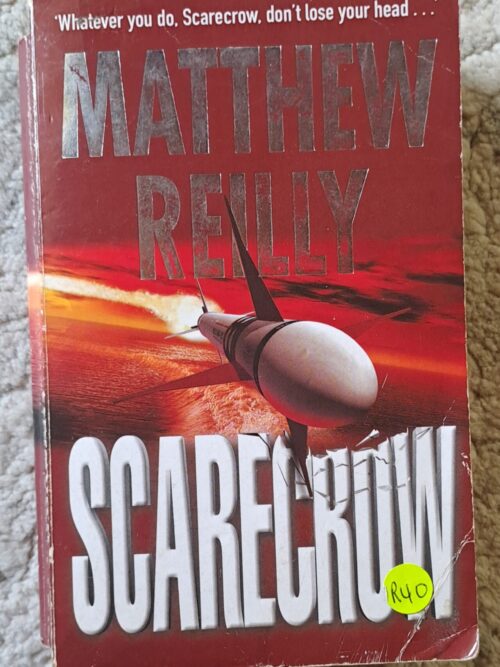 'Whatever you do, Scarecrow, don't lose your head . . .
MATTHEW
REILLY
SCARECROW
R40